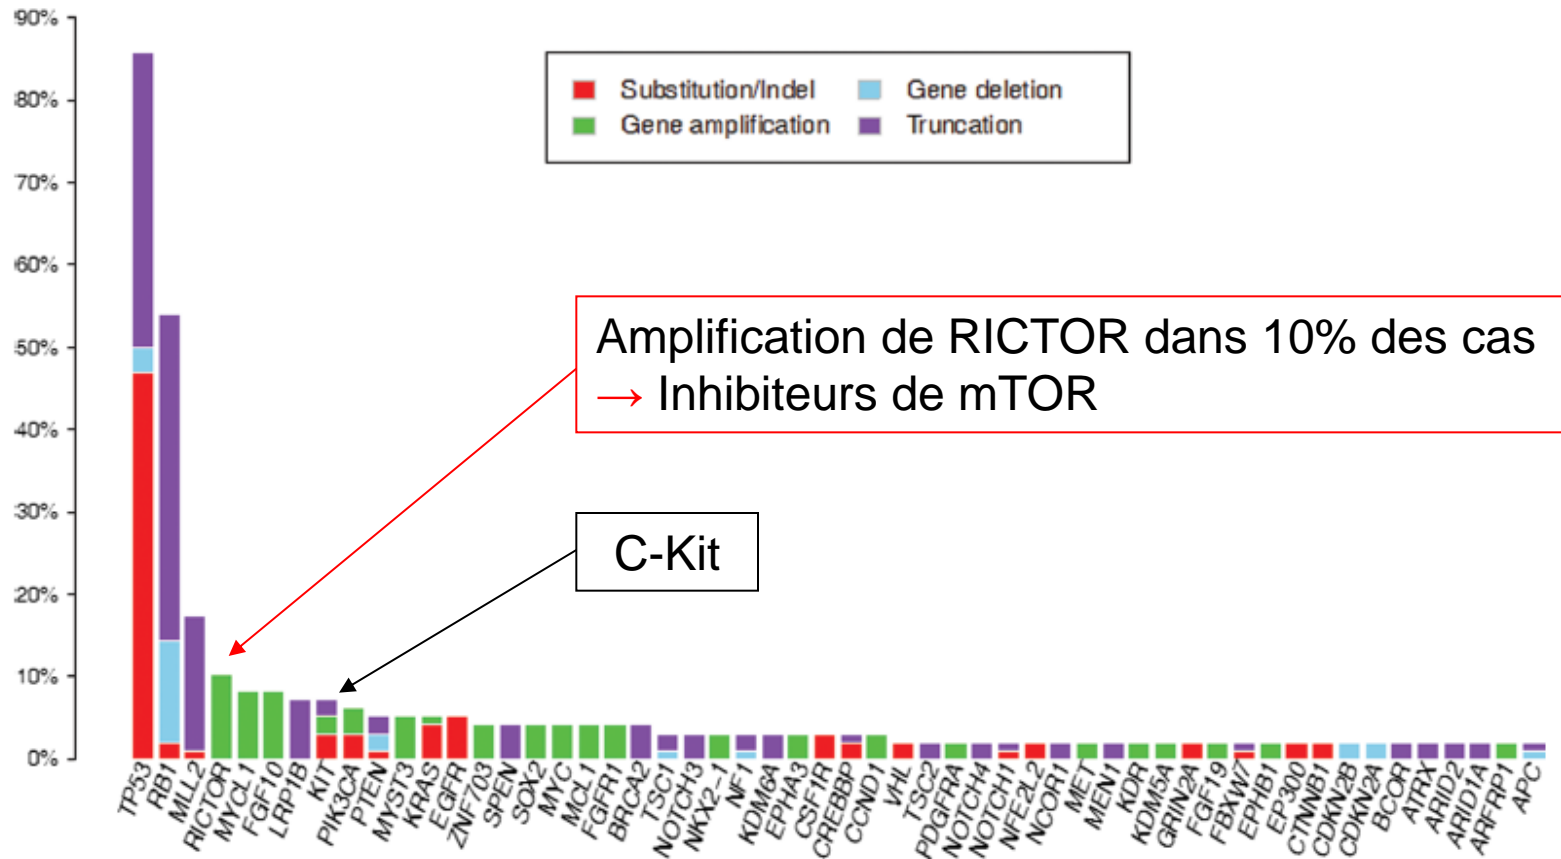 90%
80%
70%
60%
50%
40%
30%
20%
10%
0%
Substitution/Indel
Gene deletion
Gene amplification
Truncation
Amplification de RICTOR dans 10% des cas
→ Inhibiteurs de mTOR
C-Kit
TP53
RB1
MLL2
RICTOR
MYCL1
FGF10
LRP1B
KIT
PIK3CA
PTEN
MYST3
KRAS
EGFR
ZNF703
SPEN
SOX2
MYC
MCL1
FGFR1
BRCA2
TSC1
NOTCH3
NKX2-1
NF1
KDM6A
EPHA3
CSF1R
CREBBP
CCND1
VHL
TSC2
PDGFRA
NOTCH4
NOTCH1
NFE2L2
NCOR1
MET
MEN1
KDR
KDM5A
GRIN2A
FGF19
FBXW7
EPHB1
EP300
CTNNB1
CDKN2B
CDKN2A
BCOR
ATRX
ARID2
ARID1A
ARFRP1
APC